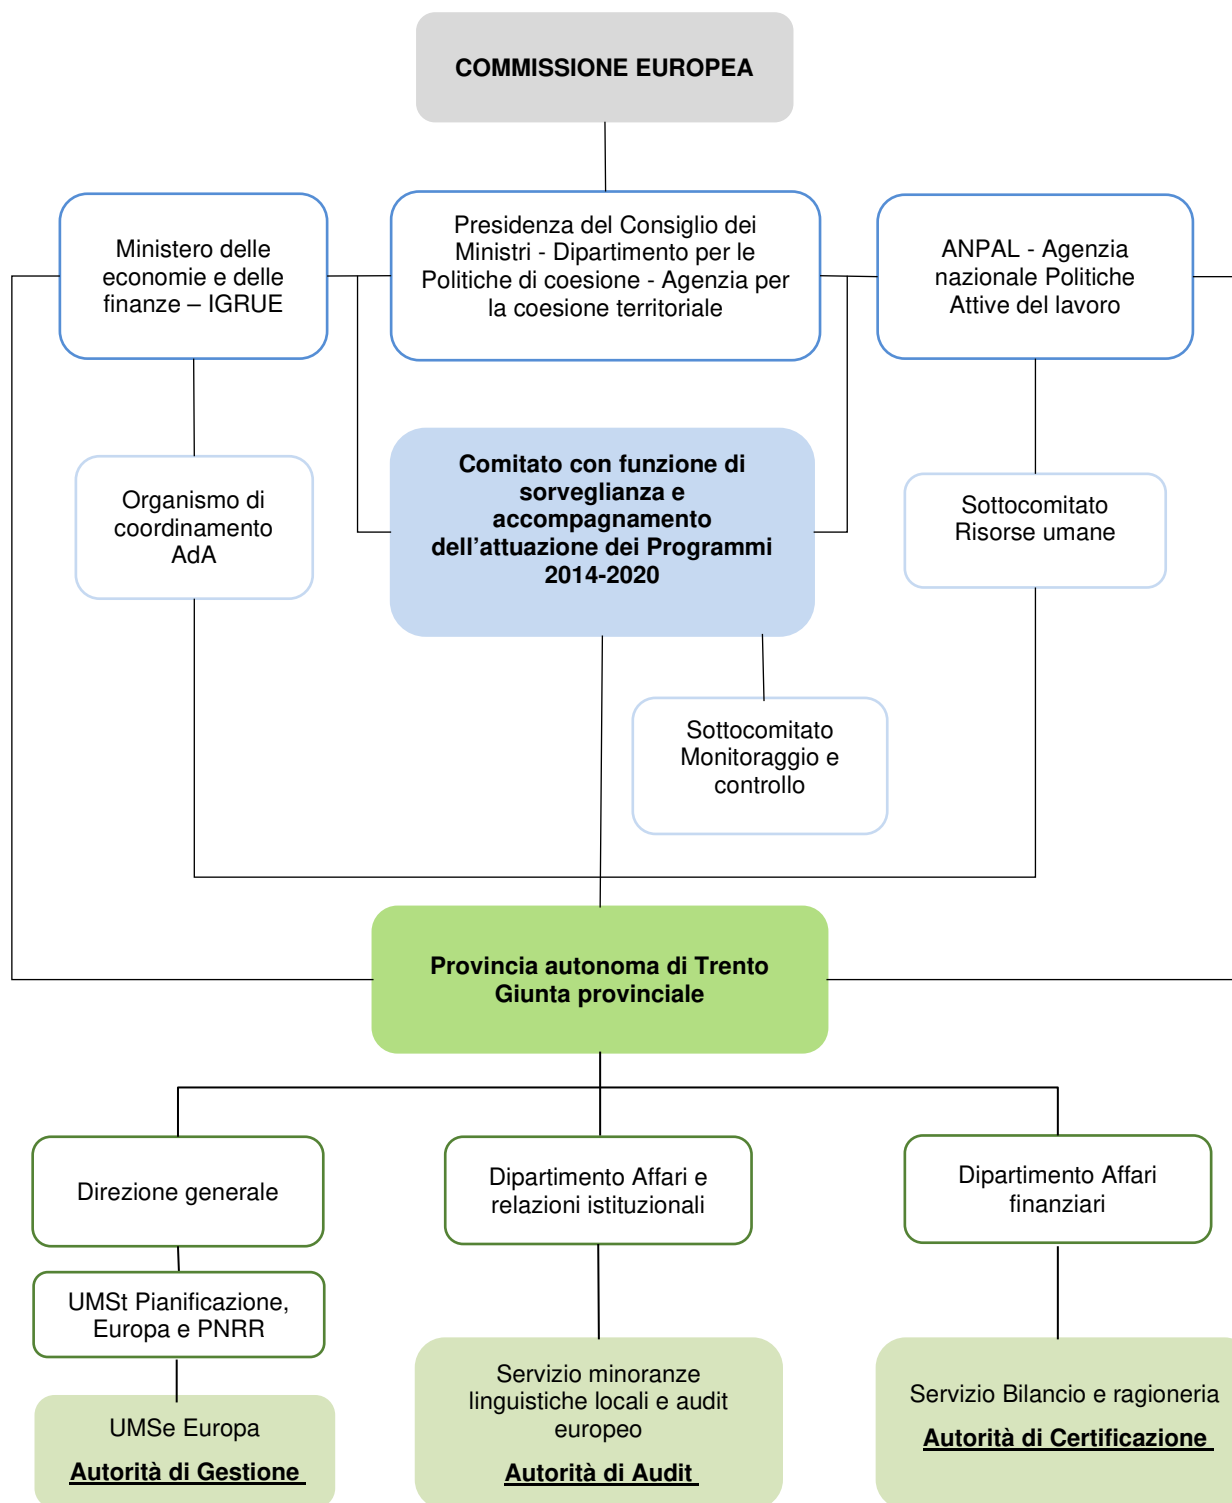 COMMISSIONE EUROPEA
Ministero delle
economie e delle
finanze – IGRUE
Presidenza del Consiglio dei
Ministri - Dipartimento per le
Politiche di coesione - Agenzia per
la coesione territoriale
ANPAL - Agenzia
nazionale Politiche
Attive del lavoro
Organismo di
coordinamento
AdA
Comitato con funzione di
sorveglianza e
accompagnamento
dell'attuazione dei Programmi
2014-2020
Sottocomitato
Risorse umane
Sottocomitato
Monitoraggio e
controllo
Provincia autonoma di Trento
Giunta provinciale
Direzione generale
Dipartimento Affari e
relazioni istituzionali
Dipartimento Affari
finanziari
UMSt Pianificazione,
Europa e PNRR
UMSe Europa
Autorità di Gestione
Servizio minoranze
linguistiche locali e audit
europeo
Autorità di Audit
Servizio Bilancio e ragioneria
Autorità di Certificazione